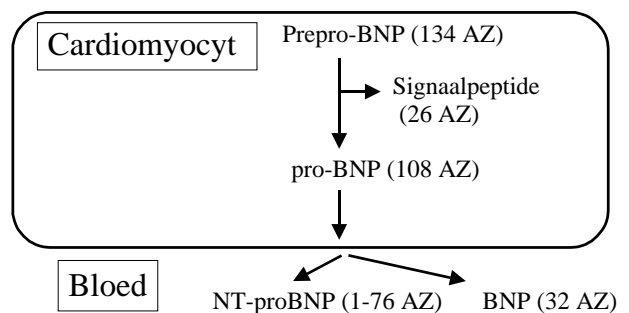 Cardiomyocyt
Prepro-BNP (134 AZ)
Signaalpeptide
(26 AZ)
pro-BNP (108 AZ)
Bloed
NT-proBNP (1-76 AZ)
BNP (32 AZ)